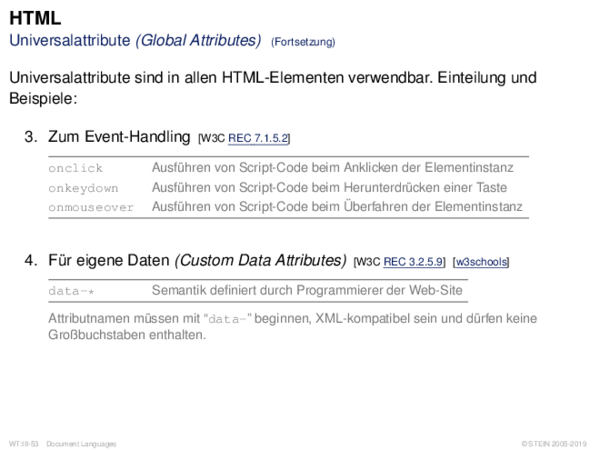 HTML
Universalattribute (Global Attributes) (Fortsetzung)
Universalattribute sind in allen HTML-Elementen verwendbar. Einteilung und
Beispiele:
3. Zum Event-Handling [W3C REC 7.1.5.2]
onclick Ausführen von Script-Code beim Anklicken der Elementinstanz
onkeydown Ausführen von Script-Code beim Herunterdrücken einer Taste
onmouseover Ausführen von Script-Code beim Überfahren der Elementinstanz
4. Für eigene Daten (Custom Data Attributes) [W3C REC 3.2.5.9] [w3schools]
data-* Semantik definiert durch Programmierer der Web-Site
Attributnamen müssen mit “data-” beginnen, XML-kompatibel sein und dürfen keine
Großbuchstaben enthalten.
WT:II-53 Document Languages © STEIN 2005-2019